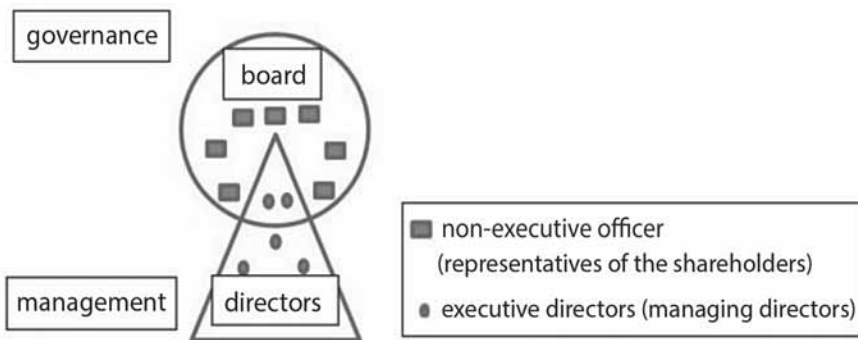 governance
board
non-executive officer
(representatives of the shareholders)
management
directors
executive directors (managing directors)